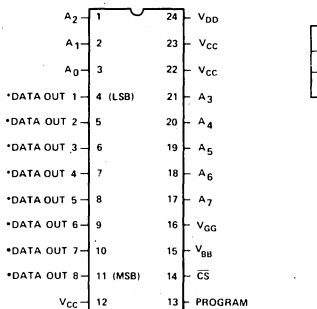 A2 1 24 VDD
A1 2 23 VCC
A0 3 22 VCC
*DATA OUT 1 4 (LSB) 21 A3
*DATA OUT 2 5 20 A4
*DATA OUT 3 6 19 A5
*DATA OUT 4 7 18 A6
*DATA OUT 5 8 17 A7
*DATA OUT 6 9 16 VGG
*DATA OUT 7 10 15 VBB
*DATA OUT 8 11 (MSB) 14 CS
VCC 12 13 PROGRAM